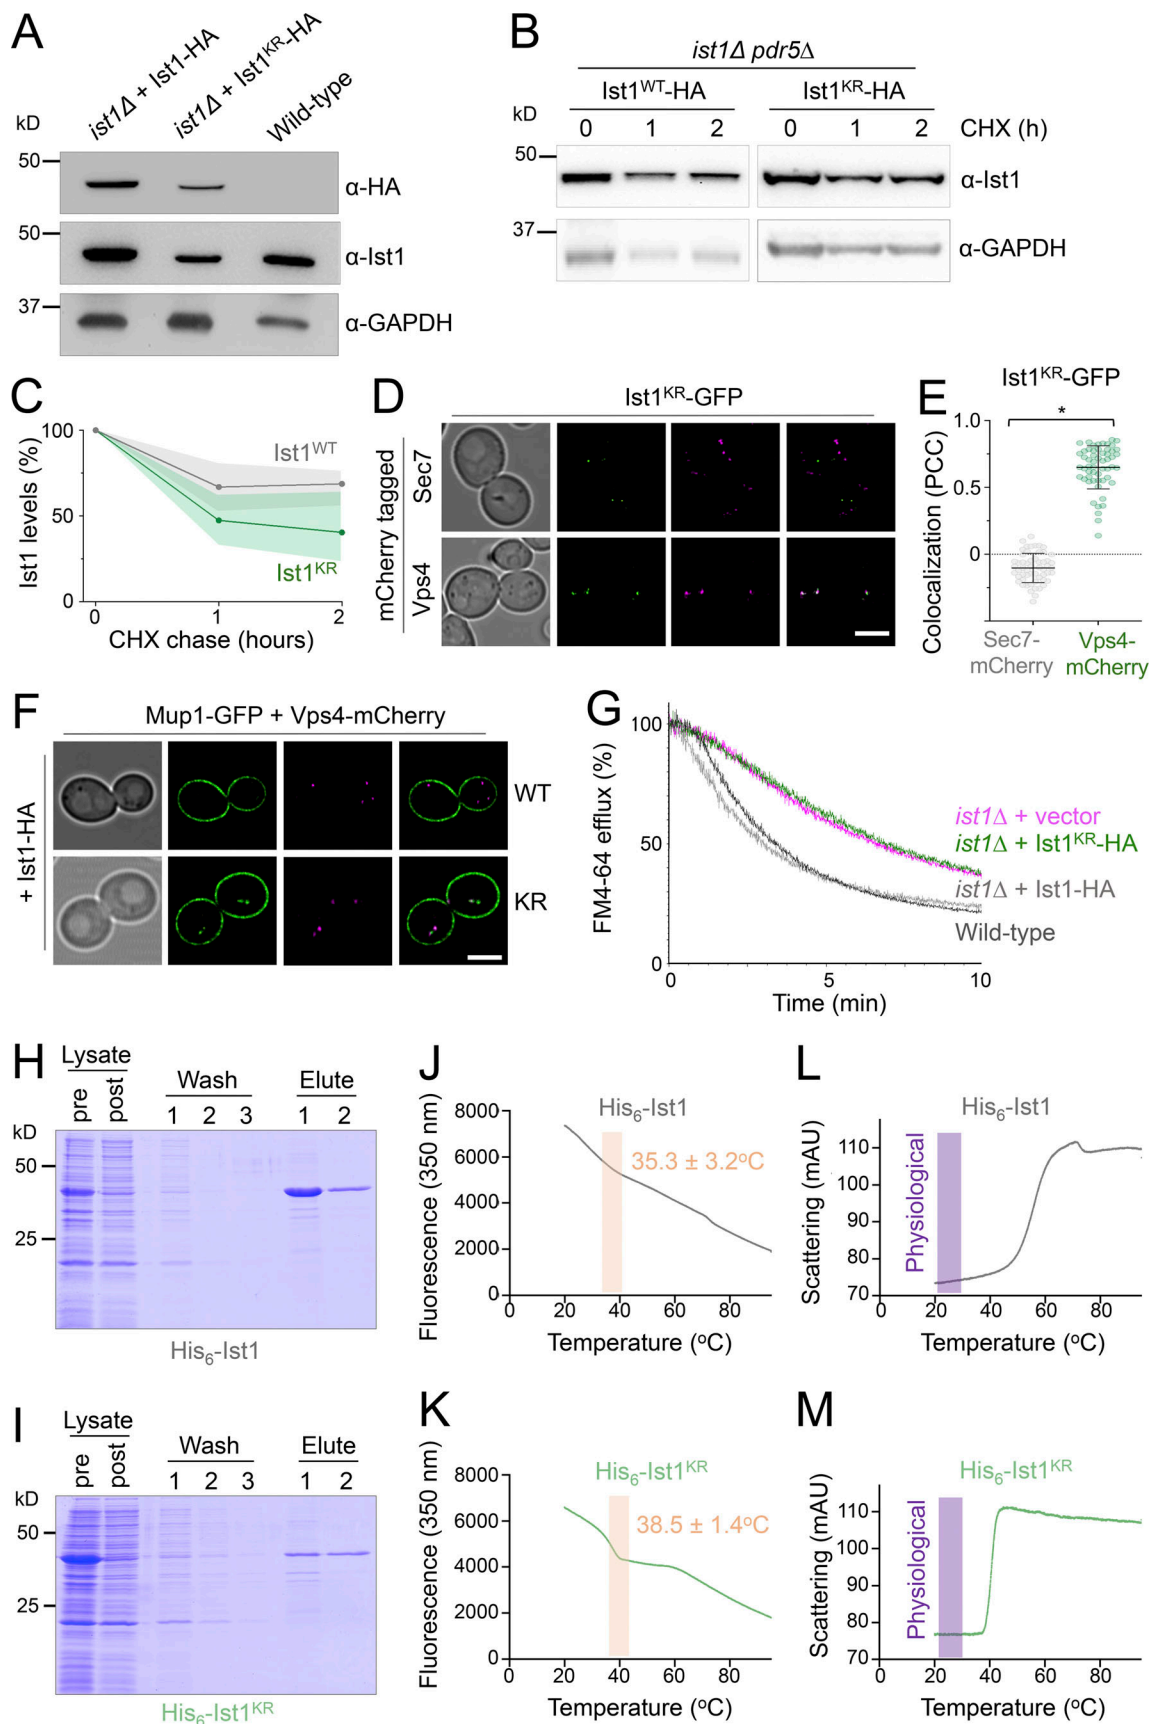 A
ist1Δ + Ist1-HA
ist1Δ + Ist1KR-HA
Wild-type
kD
50
α-HA
50
α-Ist1
37
α-GAPDH
B
ist1Δ pdr5Δ
Ist1WT-HA
Ist1KR-HA
kD
0 1 2 0 1 2 CHX (h)
50
α-Ist1
37
α-GAPDH
C
Ist1 levels (%)
100
50
0
Ist1WT
Ist1KR
0 1 2
CHX chase (hours)
D
Ist1KR-GFP
mCherry tagged
Sec7
Vps4
E
Ist1KR-GFP
*
Colocalization (PCC)
1.0
0.5
0
Sec7-
mCherry
Vps4-
mCherry
F
Mup1-GFP + Vps4-mCherry
+ Ist1-HA
WT
KR
G
FM4-64 efflux (%)
100
50
0
ist1Δ + vector
ist1Δ + Ist1KR-HA
ist1Δ + Ist1-HA
Wild-type
0 5 10
Time (min)
H
Lysate
Wash
Elute
pre post 1 2 3 1 2
kD
50
25
His6-Ist1
I
Lysate
Wash
Elute
pre post 1 2 3 1 2
kD
50
25
His6-Ist1KR
J
His6-Ist1
Fluorescence (350 nm)
8000
6000
4000
2000
0
35.3 ± 3.2oC
0 20 40 60 80
Temperature (oC)
K
His6-Ist1KR
Fluorescence (350 nm)
8000
6000
4000
2000
0
38.5 ± 1.4oC
0 20 40 60 80
Temperature (oC)
L
His6-Ist1
Scattering (mAU)
110
100
90
80
70
Physiological
0 20 40 60 80
Temperature (oC)
M
His6-Ist1KR
Scattering (mAU)
110
100
90
80
70
Physiological
0 20 40 60 80
Temperature (oC)